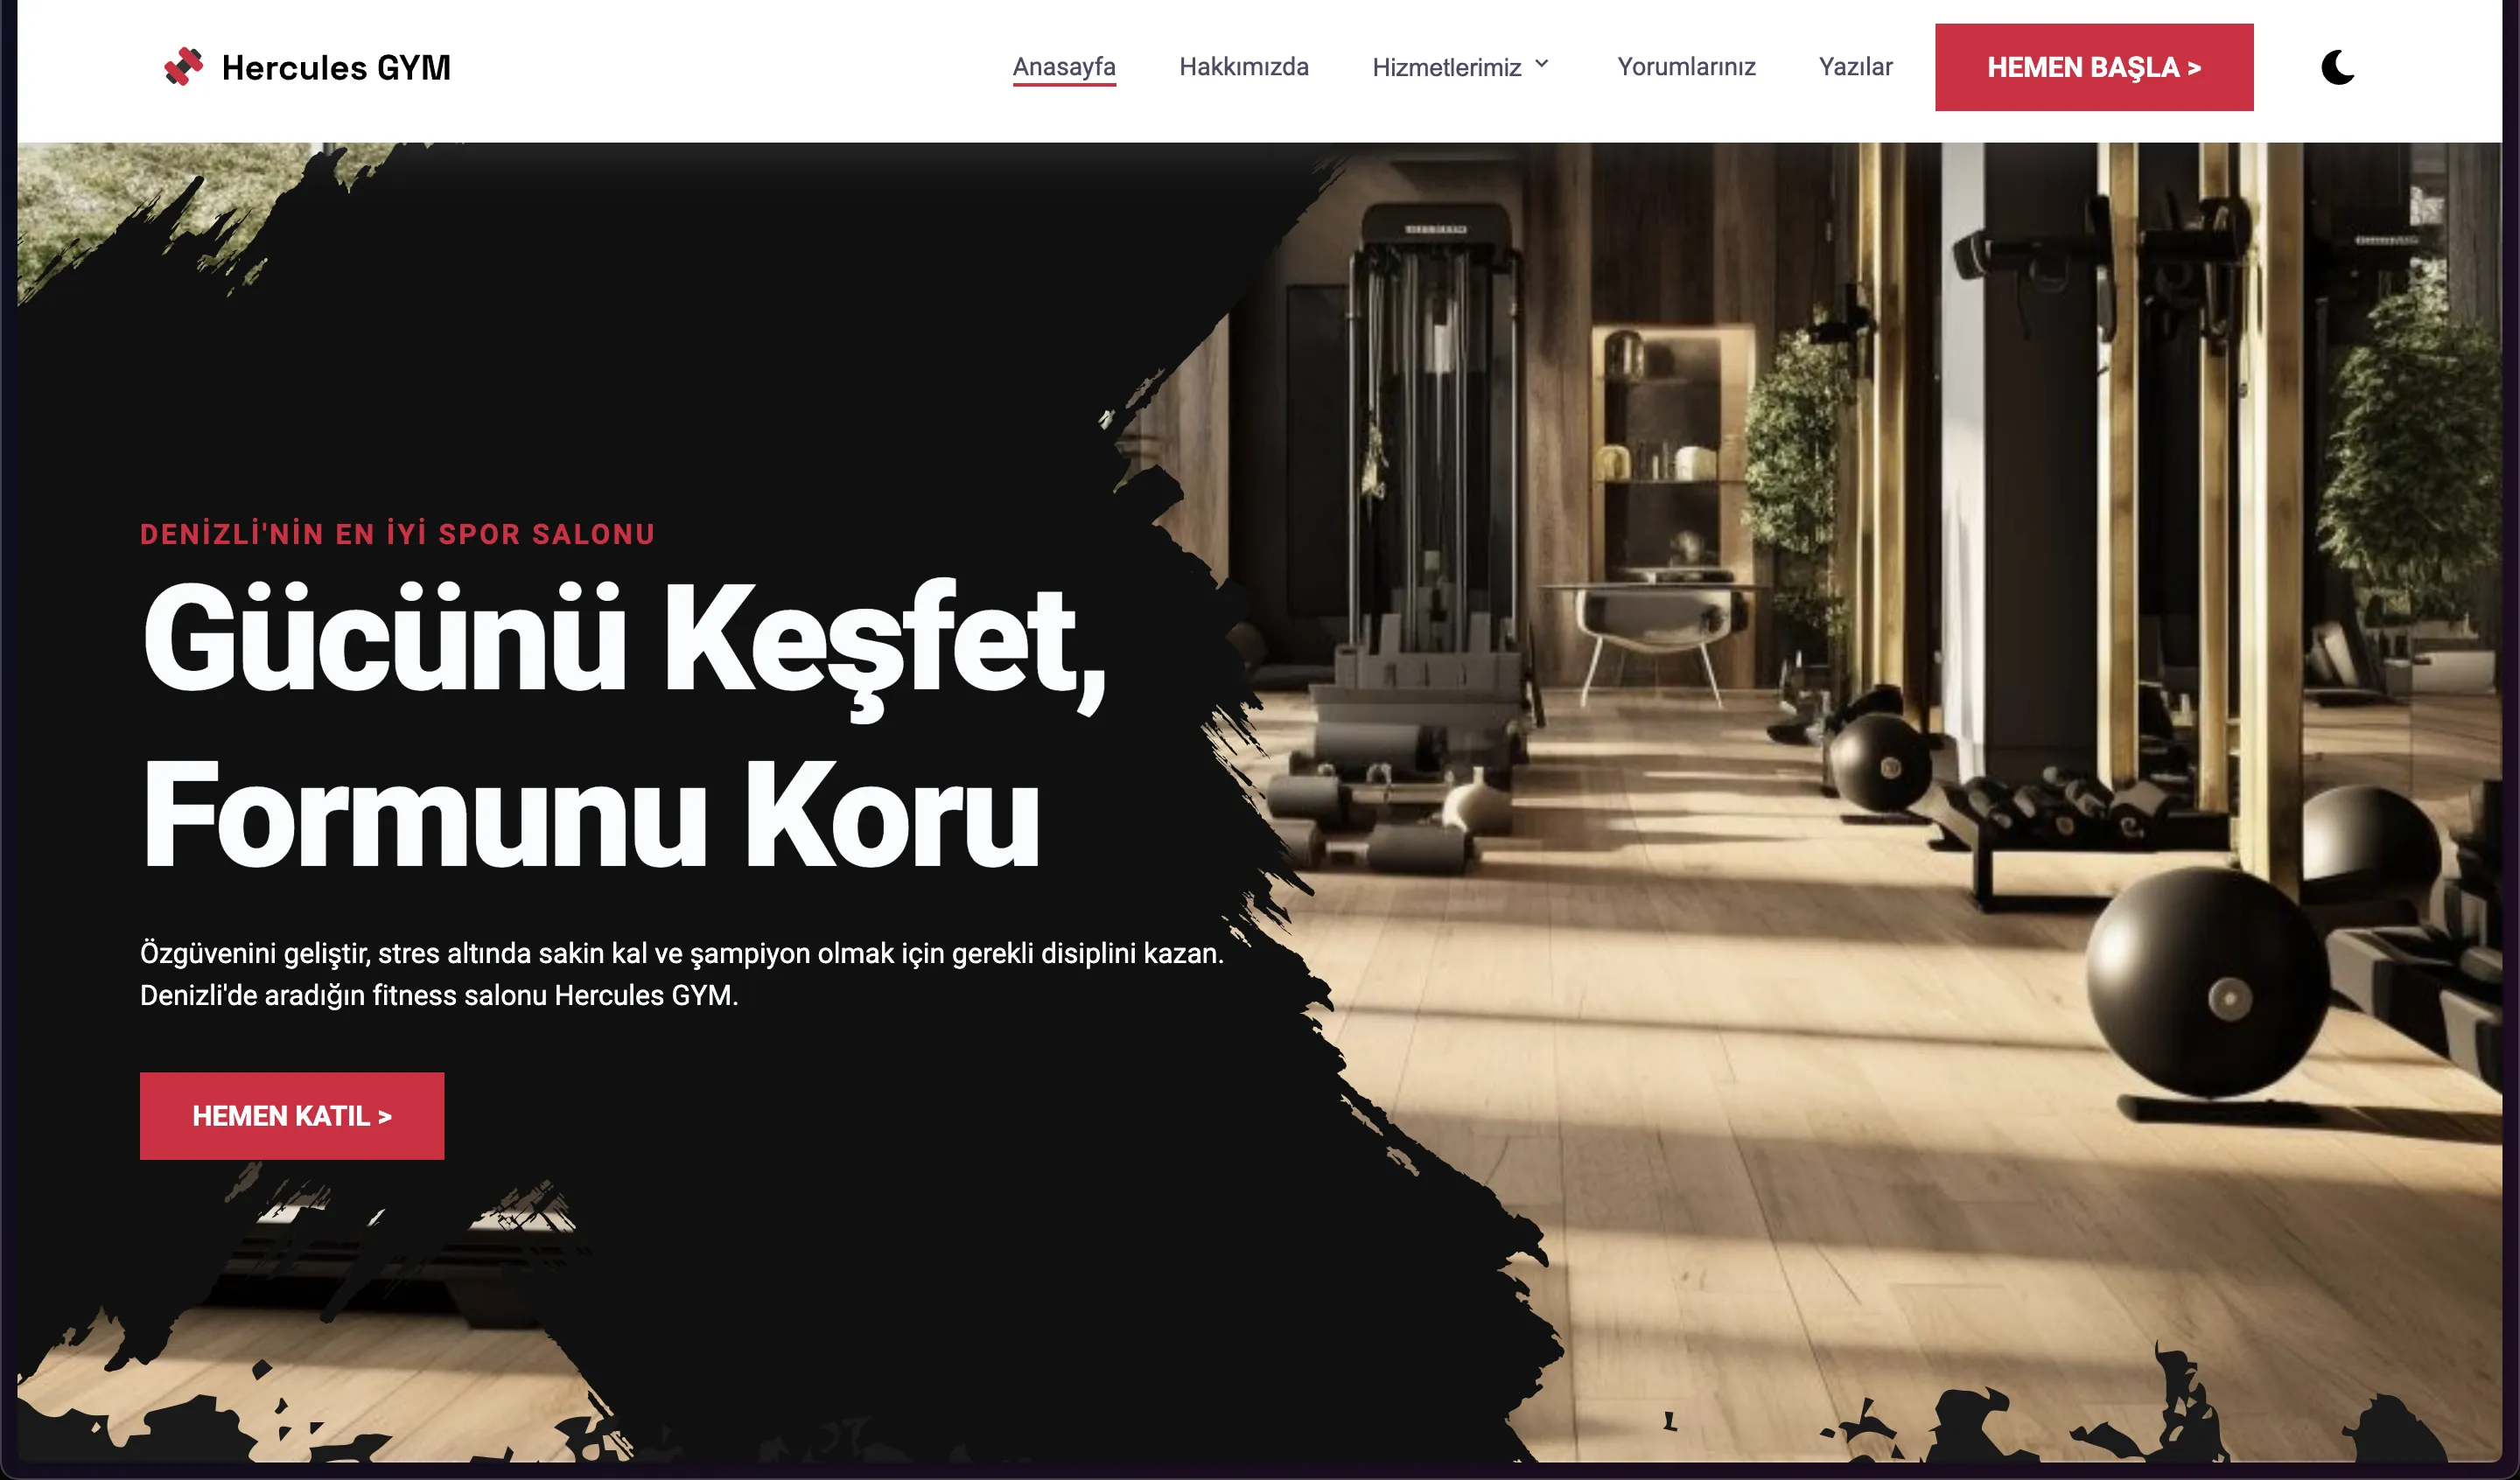 Hercules GYM
Anasayfa
Hakkımızda
Hizmetlerimiz
Yorumlarınız
Yazılar
HEMEN BAŞLA >
DENİZLİ'NİN EN İYİ SPOR SALONU
Gücünü Keşfet,
Formunu Koru
Özgüvenini geliştir, stres altında sakin kal ve şampiyon olmak için gerekli disiplini kazan.
Denizli'de aradığın fitness salonu Hercules GYM.
HEMEN KATIL >